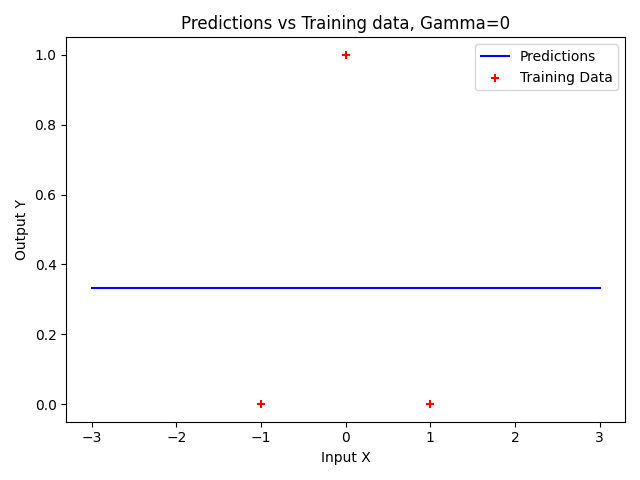 Predictions vs Training data, Gamma=0
Predictions
Training Data
1.0
0.8
0.6
0.4
0.2
0.0
Output Y
−3
−2
−1
0
1
2
3
Input X